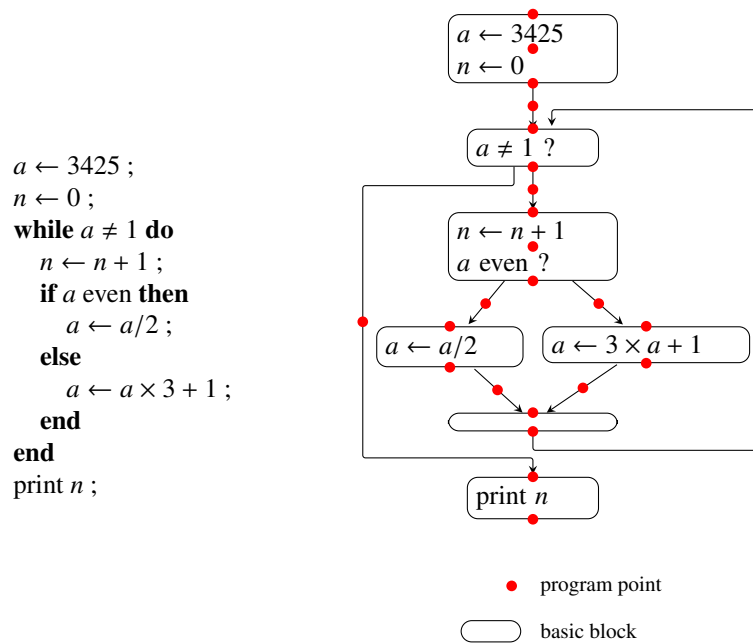 a ← 3425 ;
n ← 0 ;
while a ≠ 1 do
n ← n + 1 ;
if a even then
a ← a/2 ;
else
a ← a × 3 + 1 ;
end
end
print n ;
a ← 3425
n ← 0
a ≠ 1 ?
n ← n + 1
a even ?
a ← a/2
a ← 3 × a + 1
print n
program point
basic block